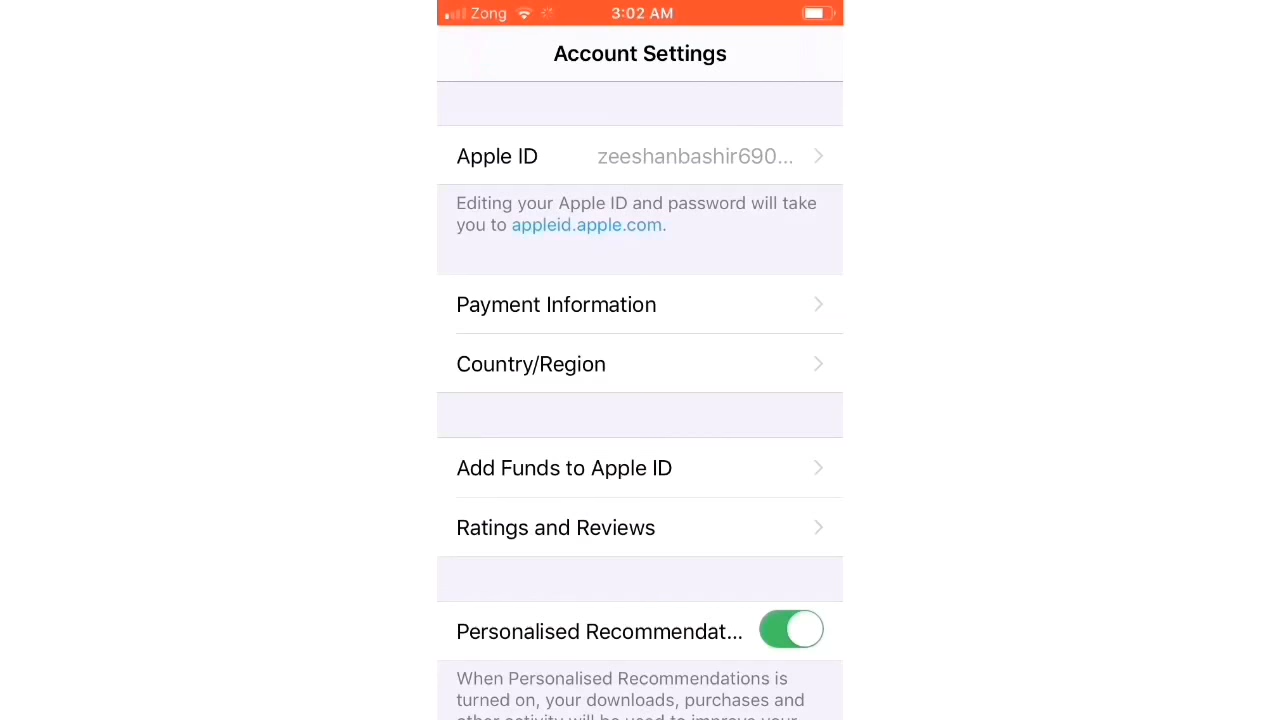 Zong 3:02 AM
Account Settings
Apple ID zeeshanbashir690...
Editing your Apple ID and password will take
you to appleid.apple.com.
Payment Information
Country/Region
Add Funds to Apple ID
Ratings and Reviews
Personalised Recommendat...
When Personalised Recommendations is
turned on, your downloads, purchases and
other activity will be used to improve your